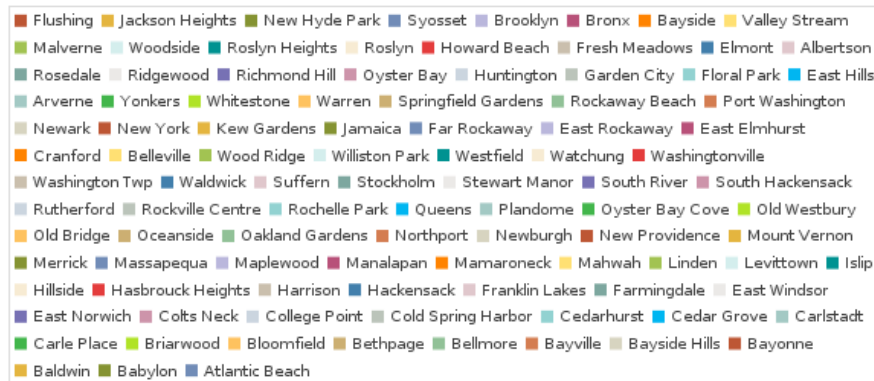 Flushing Jackson Heights New Hyde Park Syosset Brooklyn Bronx Bayside Valley Stream
Malverne Woodside Roslyn Heights Roslyn Howard Beach Fresh Meadows Elmont Albertson
Rosedale Ridgewood Richmond Hill Oyster Bay Huntington Garden City Floral Park East Hills
Arverne Yonkers Whitestone Warren Springfield Gardens Rockaway Beach Port Washington
Newark New York Kew Gardens Jamaica Far Rockaway East Rockaway East Elmhurst
Cranford Belleville Wood Ridge Williston Park Westfield Watchung Washingtonville
Washington Twp Waldwick Suffern Stockholm Stewart Manor South River South Hackensack
Rutherford Rockville Centre Rochelle Park Queens Plandome Oyster Bay Cove Old Westbury
Old Bridge Oceanside Oakland Gardens Northport Newburgh New Providence Mount Vernon
Merrick Massapequa Maplewood Manalapan Mamaroneck Mahwah Linden Levittown Islip
Hillside Hasbrouck Heights Harrison Hackensack Franklin Lakes Farmingdale East Windsor
East Norwich Colts Neck College Point Cold Spring Harbor Cedarhurst Cedar Grove Carlstadt
Carle Place Briarwood Bloomfield Bethpage Bellmore Bayville Bayside Hills Bayonne
Baldwin Babylon Atlantic Beach